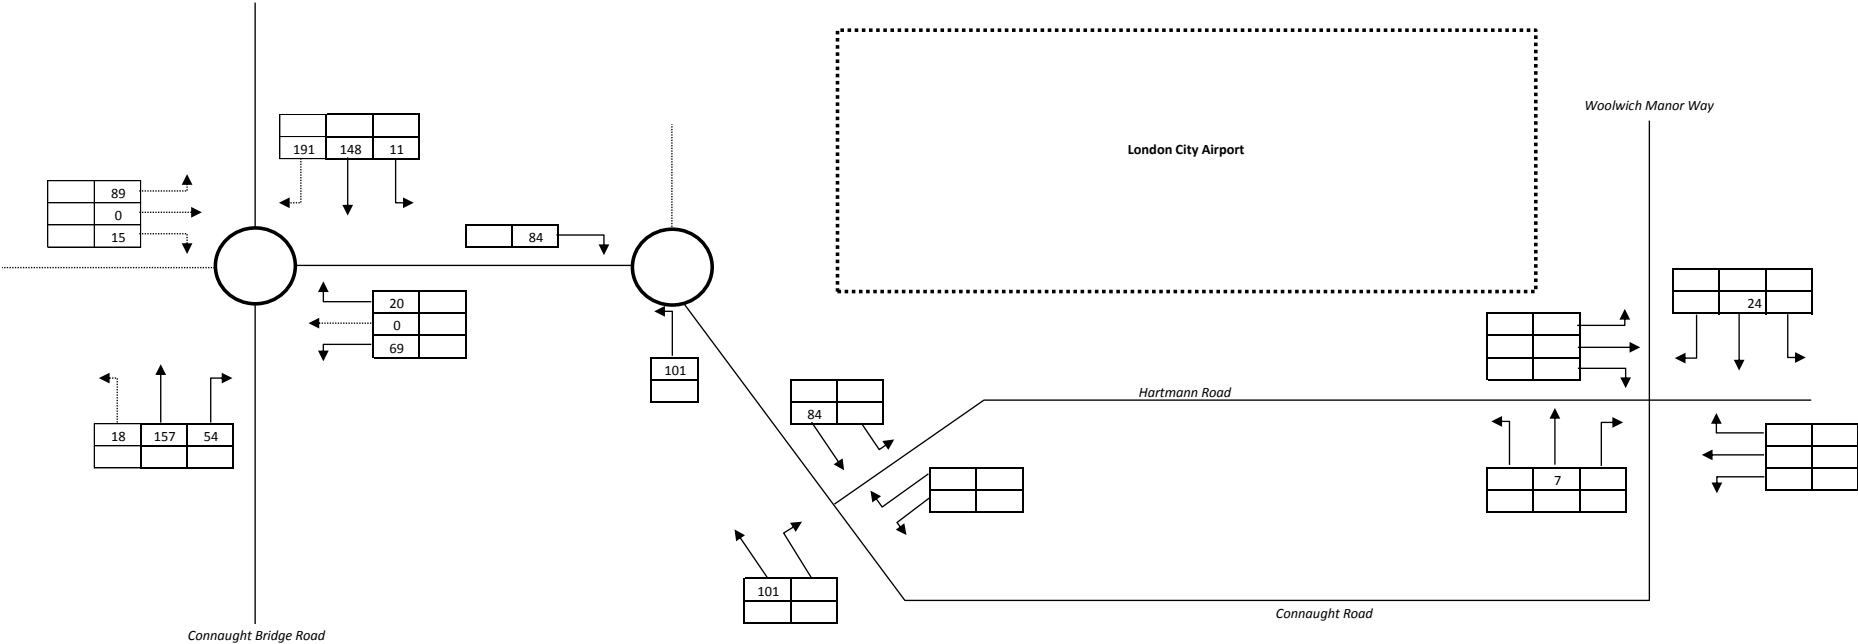 Woolwich Manor Way
191 148 11
London City Airport
89
0
15
84
20
0
69
24
101
Hartmann Road
84
18 157 54
7
101
Connaught Road
Connaught Bridge Road